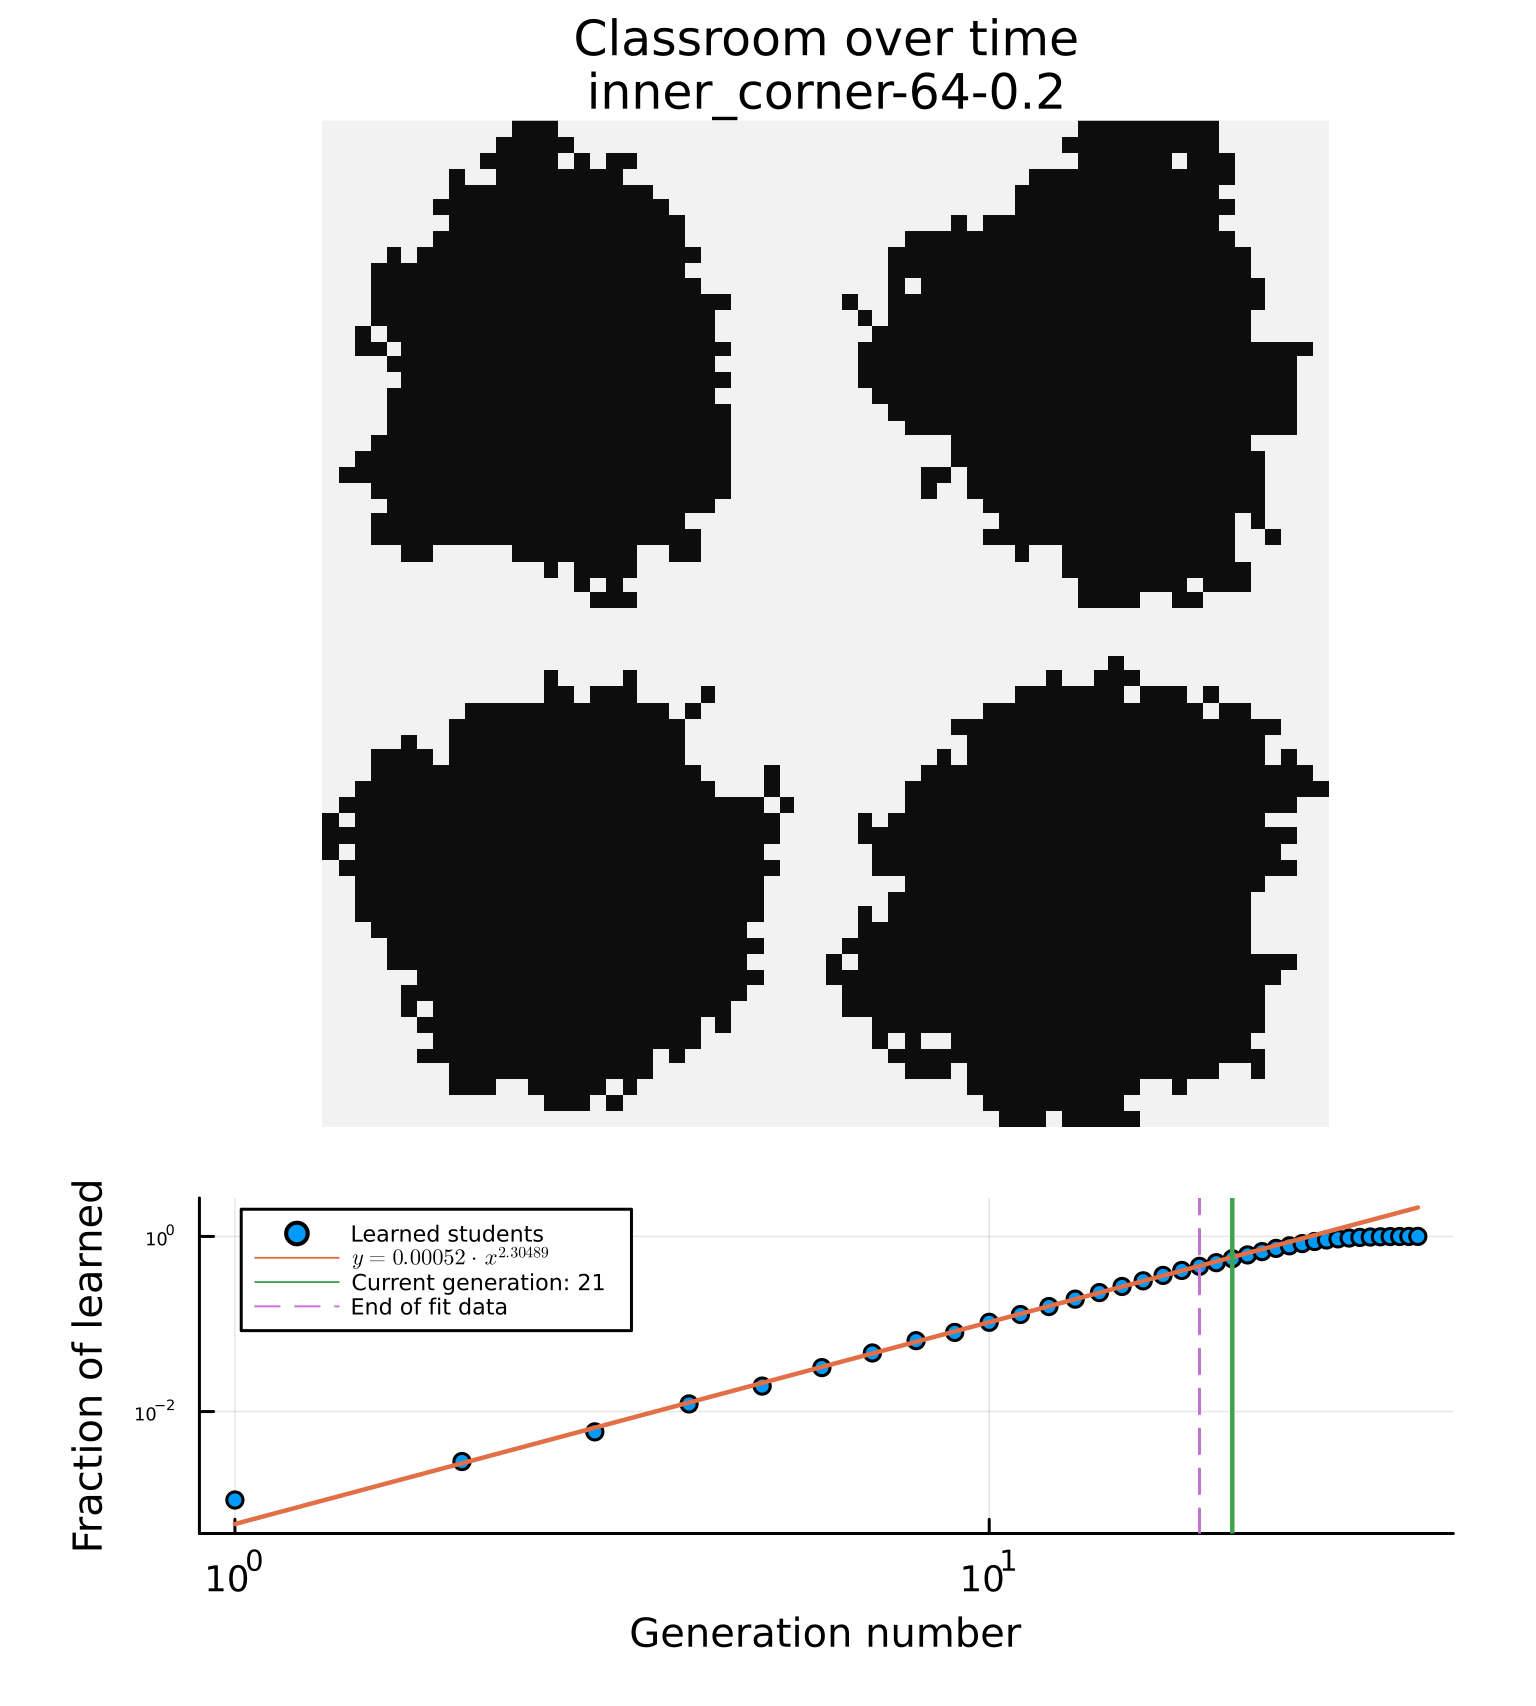 Classroom over time
inner_corner-64-0.2
Fraction of learned
10^0
10^-2
Learned students
y = 0.00052 · x^2.30489
Current generation: 21
End of fit data
10^0
10^1
Generation number